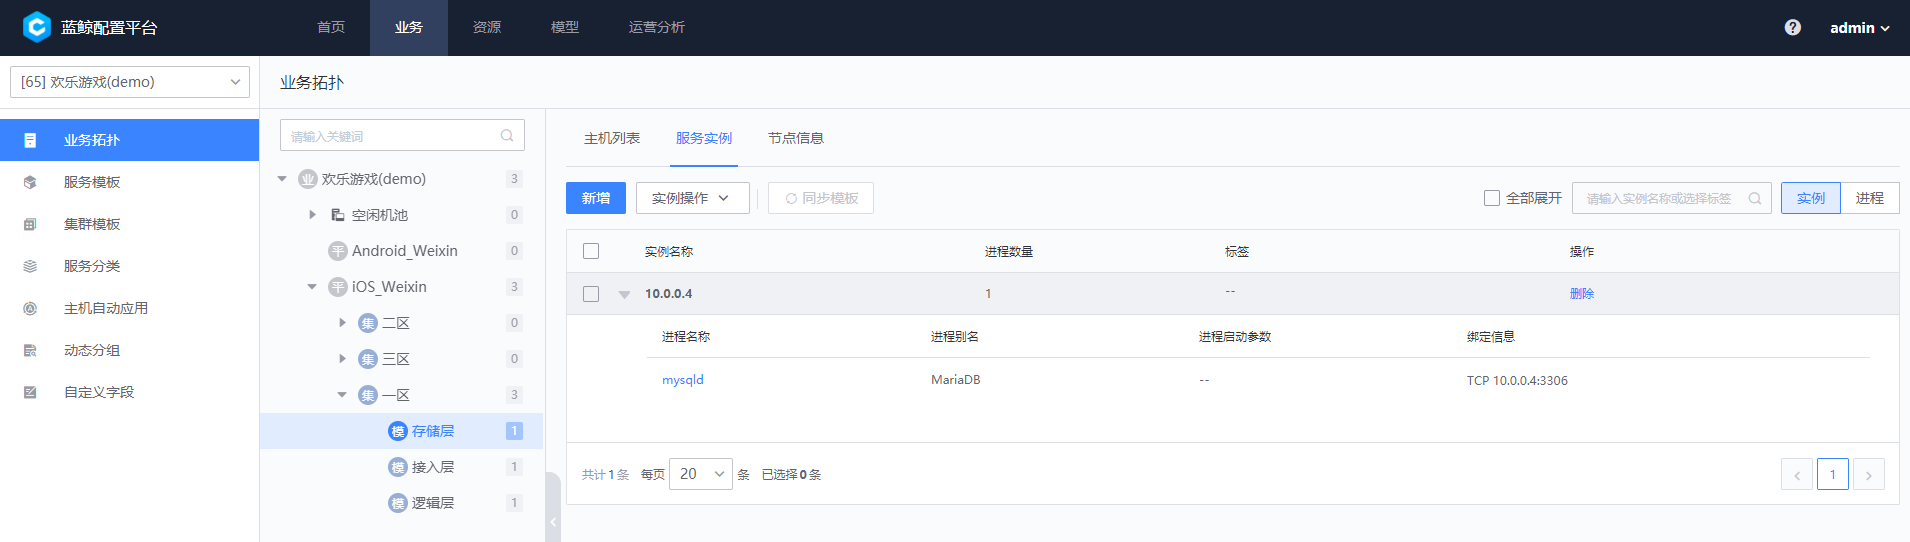 蓝鲸配置平台
首页 业务 资源 模型 运营分析
admin
[65] 欢乐游戏(demo)
业务拓扑
业务拓扑
服务模板
集群模板
服务分类
主机自动应用
动态分组
自定义字段
请输入关键词
业 欢乐游戏(demo) 3
空闲机池 0
平 Android_Weixin 0
平 iOS_Weixin 3
集 二区 0
集 三区 0
集 一区 3
模 存储层 1
模 接入层 1
模 逻辑层 1
主机列表 服务实例 节点信息
新增 实例操作 同步模板 全部展开 请输入实例名称或选择标签 实例 进程
实例名称 进程数量 标签 操作
10.0.0.4 1 -- 删除
进程名称 进程别名 进程启动参数 绑定信息
mysqld MariaDB -- TCP 10.0.0.4:3306
共计 1 条 每页 20 条 已选择 0 条 1